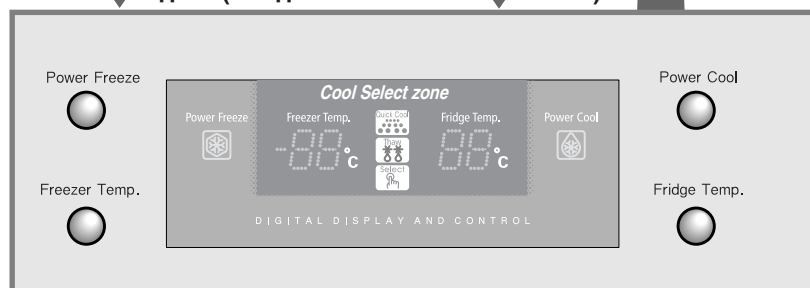 Power Freeze
Power Cool
Cool Select zone
Power Freeze
Freezer Temp.
Quick Cool
Fridge Temp.
Power Cool
-88°C
Thaw
88°C
Select
Freezer Temp.
Fridge Temp.
DIGITAL DISPLAY AND CONTROL